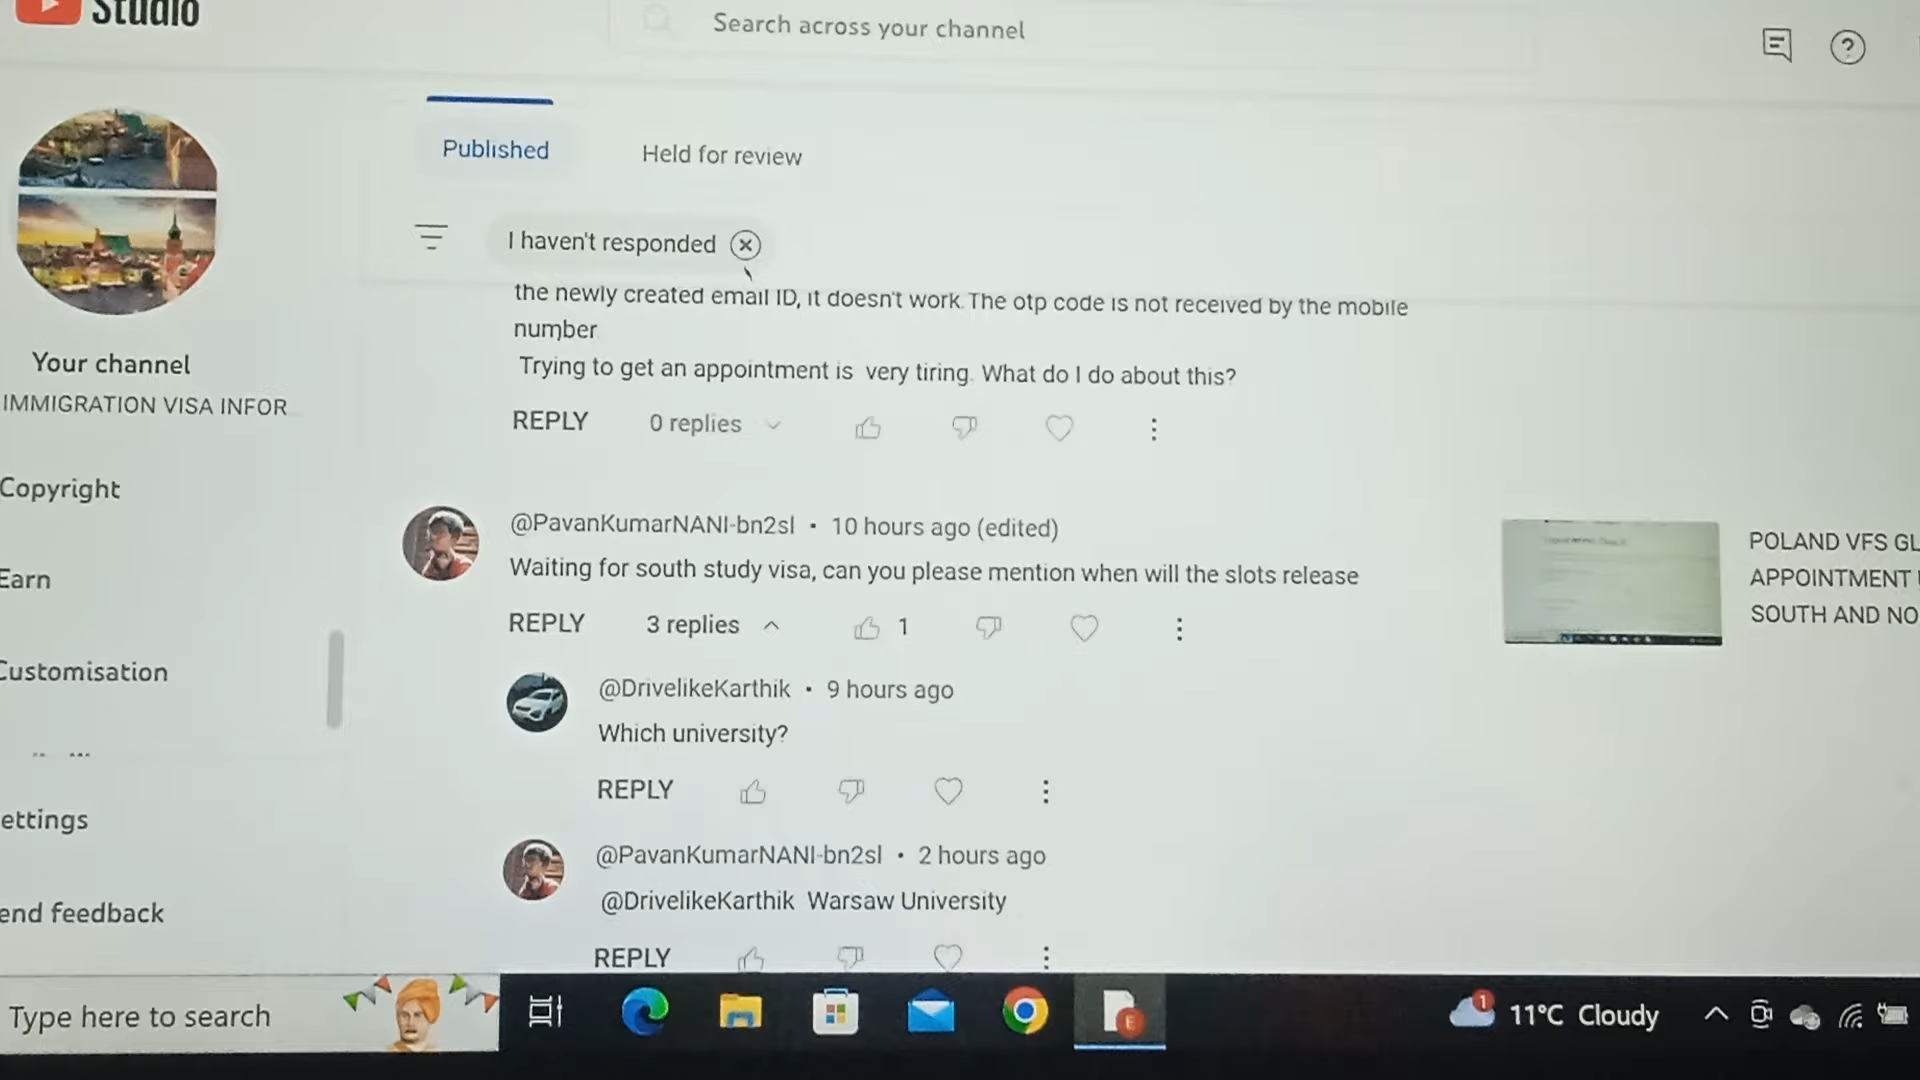 Studio
Search across your channel
Published
Held for review
I haven't responded
the newly created email ID, it doesn't work. The otp code is not received by the mobile
number
Trying to get an appointment is very tiring. What do I do about this?
REPLY 0 replies
Your channel
IMMIGRATION VISA INFOR
Copyright
Earn
Customisation
ettings
end feedback
@PavanKumarNANI-bn2sl • 10 hours ago (edited)
Waiting for south study visa, can you please mention when will the slots release
REPLY 3 replies 1
POLAND VFS GL
APPOINTMENT
SOUTH AND NO
@DrivelikeKarthik • 9 hours ago
Which university?
REPLY
@PavanKumarNANI-bn2sl • 2 hours ago
@DrivelikeKarthik Warsaw University
REPLY
Type here to search
1
11°C Cloudy